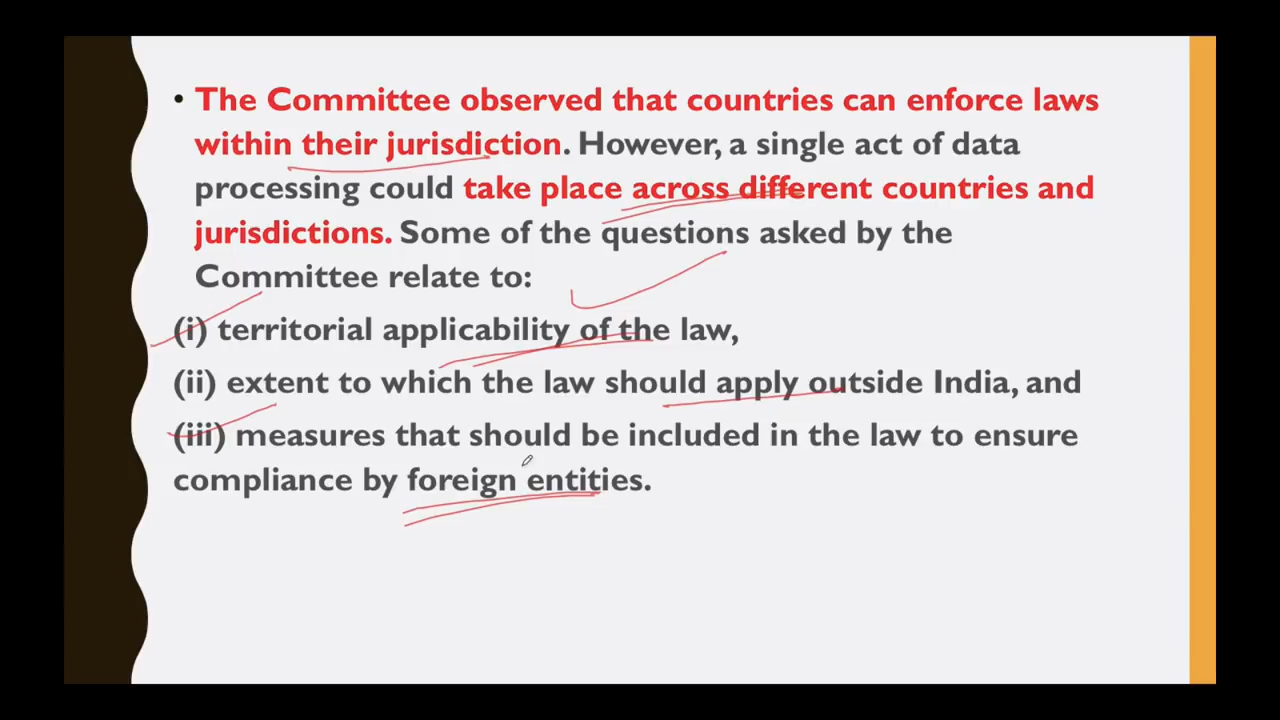 • The Committee observed that countries can enforce laws
within their jurisdiction. However, a single act of data
processing could take place across different countries and
jurisdictions. Some of the questions asked by the
Committee relate to:
(i) territorial applicability of the law,
(ii) extent to which the law should apply outside India, and
(iii) measures that should be included in the law to ensure
compliance by foreign entities.